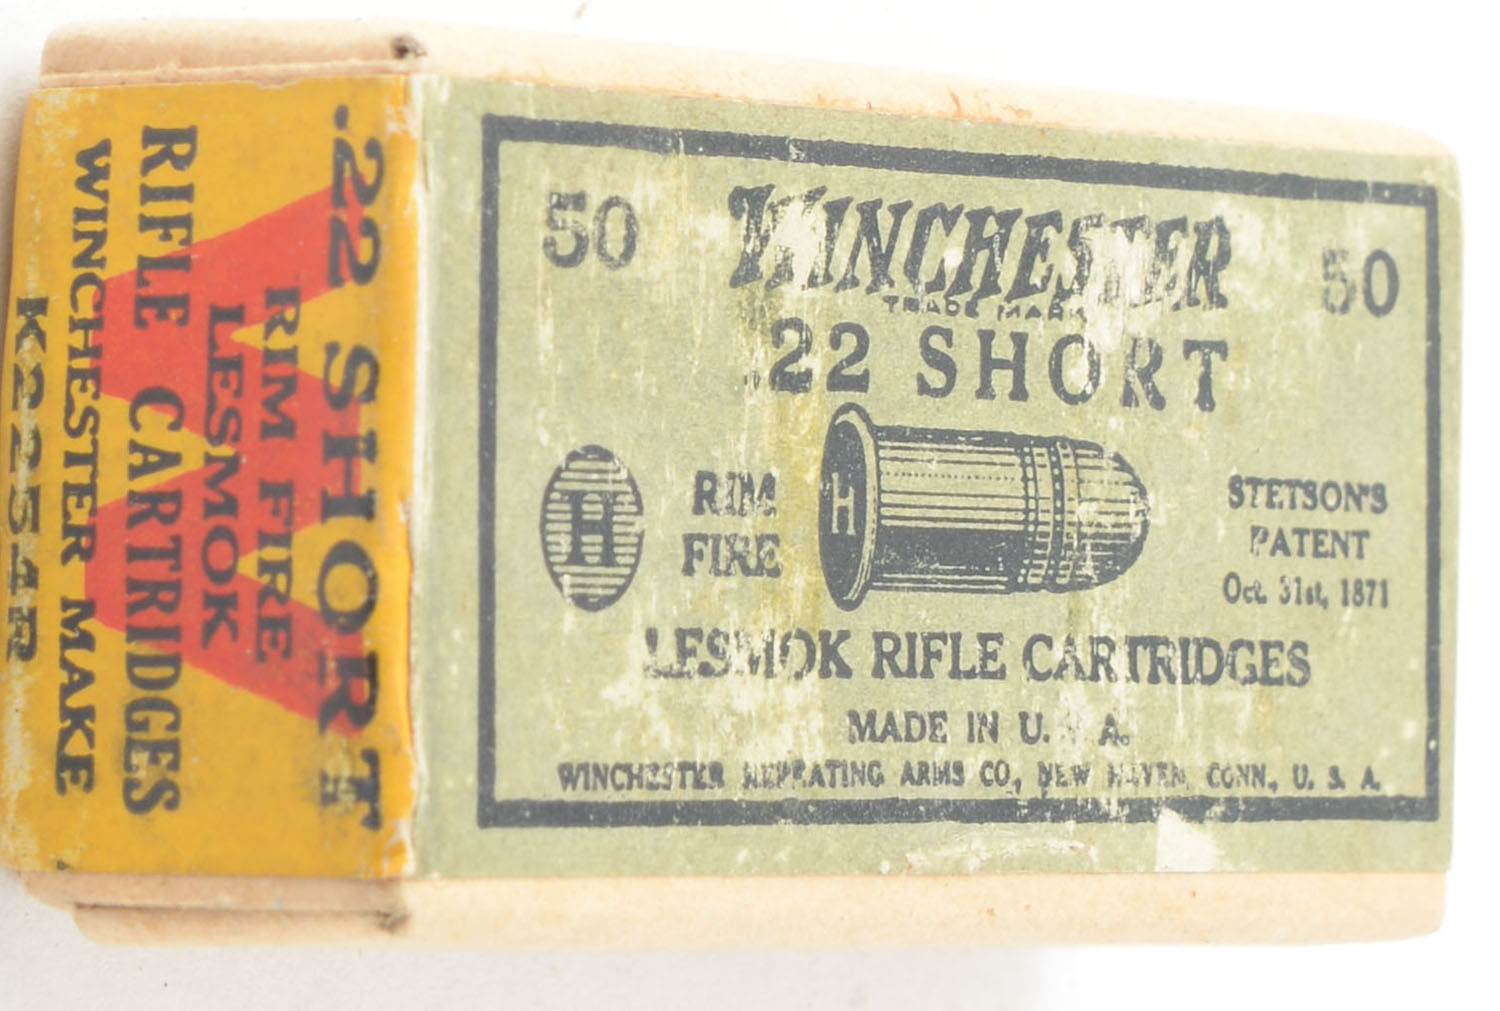 .22 SHORT
RIM FIRE
LESMOK
RIFLE CARTRIDGES
WINCHESTER MAKE
K2251R
50 WINCHESTER 50
TRADE MARK
.22 SHORT
H
RIM
FIRE
H
STETSON'S
PATENT
Oct. 31st, 1871
LESMOK RIFLE CARTRIDGES
MADE IN U. S. A.
WINCHESTER REPEATING ARMS CO., NEW HAVEN, CONN., U. S. A.